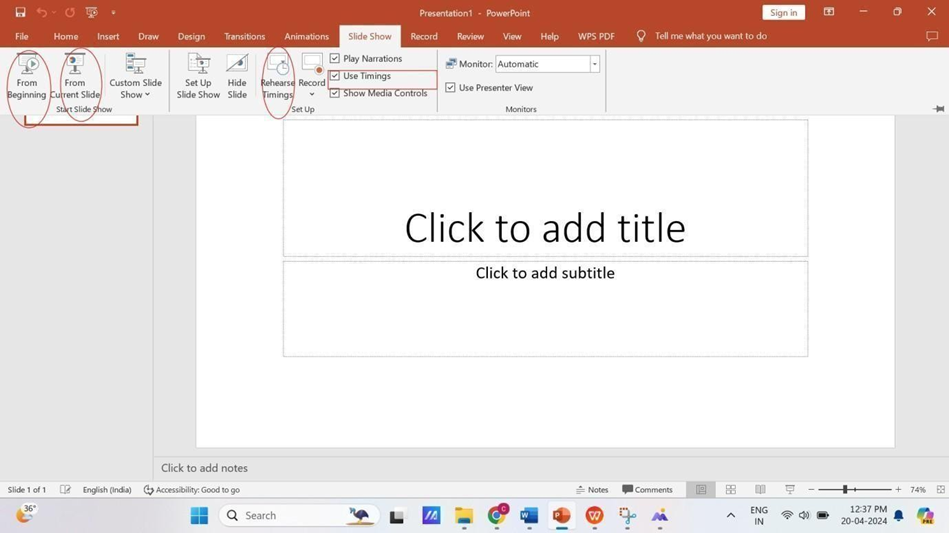 Presentation1 - PowerPoint
Sign in
File Home Insert Draw Design Transitions Animations Slide Show Record Review View Help WPS PDF Tell me what you want to do
From Beginning
From Current Slide
Custom Slide Show
Start Slide Show
Set Up Slide Show
Hide Slide
Rehearse Timings
Record
Play Narrations
Use Timings
Show Media Controls
Set Up
Monitor: Automatic
Use Presenter View
Monitors
Click to add title
Click to add subtitle
Click to add notes
Slide 1 of 1 English (India) Accessibility: Good to go Notes Comments 74%
36°
Search
ENG
IN
12:37 PM
20-04-2024